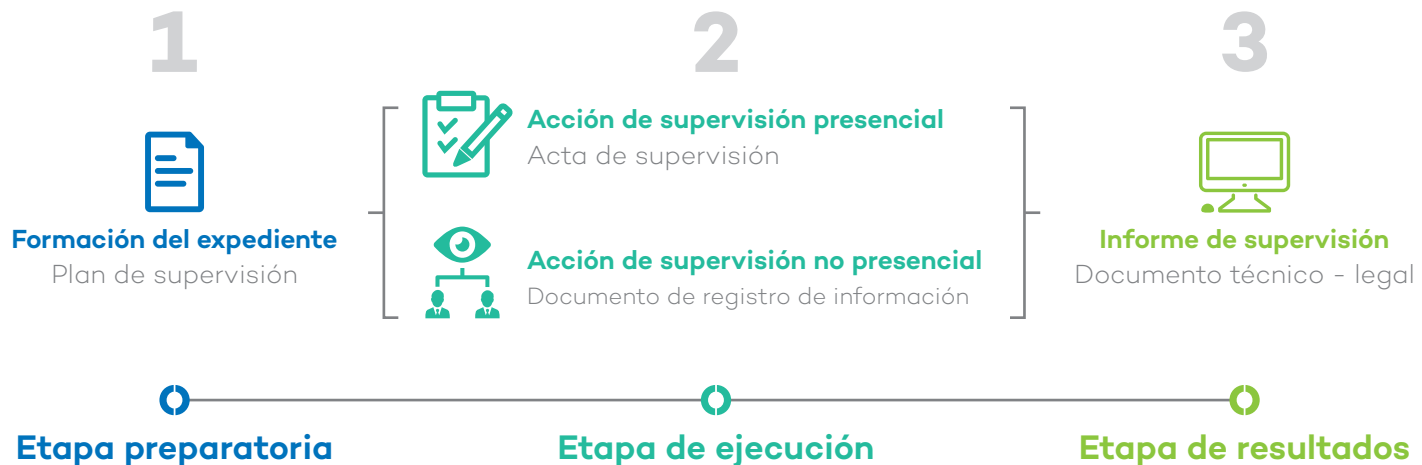 1
Formación del expediente
Plan de supervisión
2
Acción de supervisión presencial
Acta de supervisión
Acción de supervisión no presencial
Documento de registro de información
3
Informe de supervisión
Documento técnico - legal
Etapa preparatoria
Etapa de ejecución
Etapa de resultados